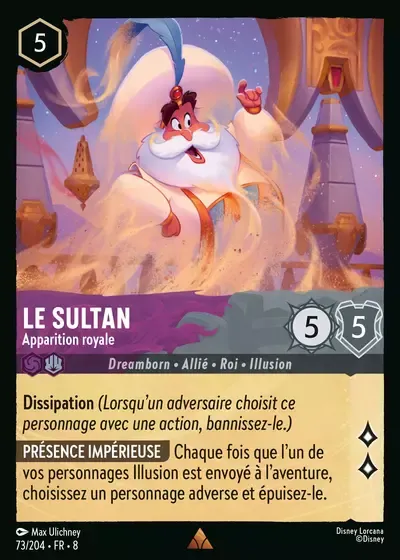 5
LE SULTAN
Apparition royale
5
5
Dreamborn • Allié • Roi • Illusion
Dissipation (Lorsqu'un adversaire choisit ce
personnage avec une action, bannissez-le.)
PRÉSENCE IMPÉRIEUSE Chaque fois que l'un de
vos personnages Illusion est envoyé à l'aventure,
choisissez un personnage adverse et épuisez-le.
Max Ulichney
73/204 • FR • 8
Disney Lorcana
©Disney